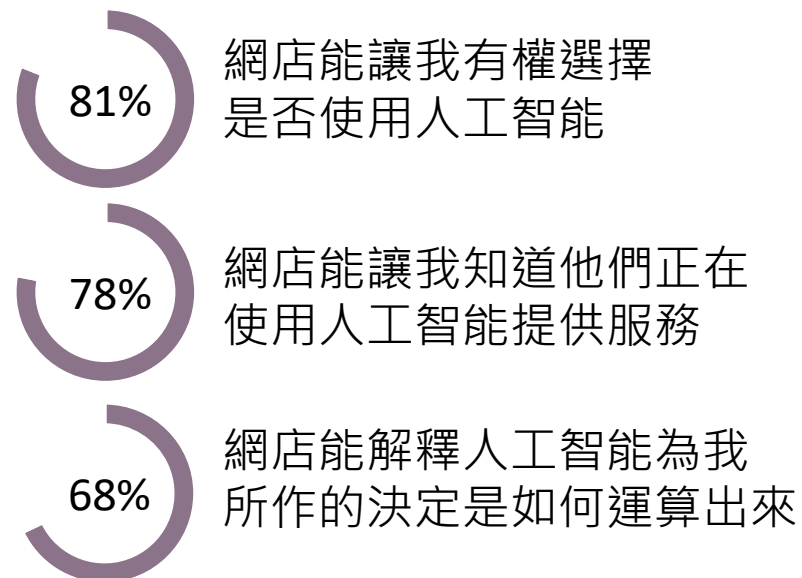 81%
網店能讓我有權選擇
是否使用人工智能
78%
網店能讓我知道他們正在
使用人工智能提供服務
68%
網店能解釋人工智能為我
所作的決定是如何運算出來